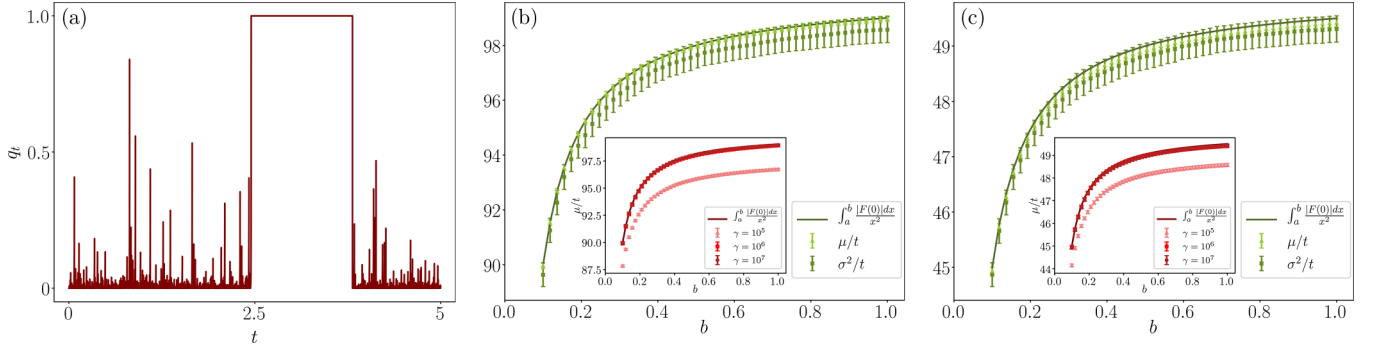 (a)
1.0
0.5
0
q_t
0
2.5
5
t
(b)
98
96
94
92
90
0.0
0.2
0.4
0.6
0.8
1.0
b
97.5
95.0
92.5
90.0
87.5
μ/t
0.0
0.2
0.4
0.6
0.8
1.0
b
∫_a^b |F(0)|dx/x²
γ = 10⁵
γ = 10⁶
γ = 10⁷
∫_a^b |F(0)|dx/x²
μ/t
σ²/t
(c)
49
48
47
46
45
0.0
0.2
0.4
0.6
0.8
1.0
b
49
48
47
46
45
44
μ/t
0.0
0.2
0.4
0.6
0.8
1.0
b
∫_a^b |F(0)|dx/x²
γ = 10⁵
γ = 10⁶
γ = 10⁷
∫_a^b |F(0)|dx/x²
μ/t
σ²/t